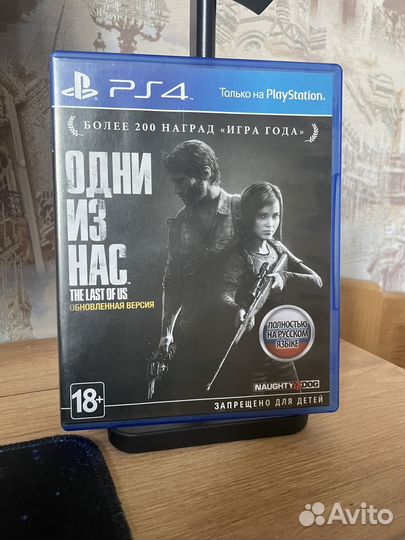 PS4
Только на PlayStation®
БОЛЕЕ 200 НАГРАД «ИГРА ГОДА»
ОДНИ
ИЗ
НАС
THE LAST OF US
ОБНОВЛЕННАЯ ВЕРСИЯ
ПОЛНОСТЬЮ
НА РУССКОМ
ЯЗЫКЕ
NAUGHTY DOG
18+
ЗАПРЕЩЕНО ДЛЯ ДЕТЕЙ
Avito